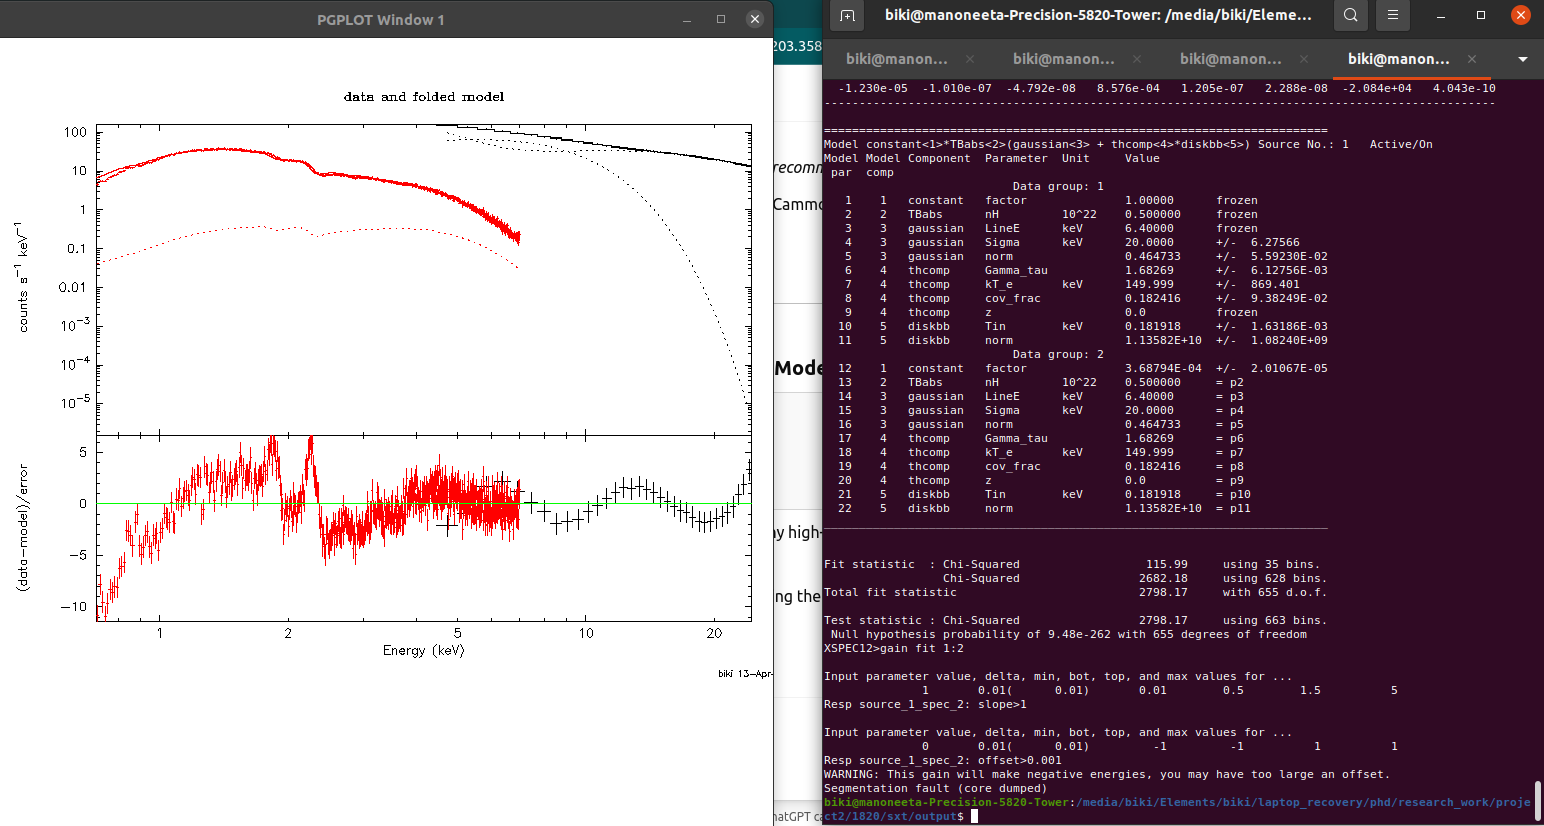 PGPLOT Window 1
data and folded model
100
10
1
0.1
0.01
10⁻³
10⁻⁴
10⁻⁵
counts s⁻¹ keV⁻¹
5
0
−5
−10
(data−model)/error
1 2 5 10 20
Energy (keV)
biki 13-Apr-
203.358
recomm
Camm
Mode
y high-
ng the
hatGPT ca
biki@manoneeta-Precision-5820-Tower: /media/biki/Eleme...
biki@manon... biki@manon... biki@manon... biki@manon...
-1.230e-05 -1.010e-07 -4.792e-08 8.576e-04 1.205e-07 2.288e-08 -2.084e+04 4.043e-10
------------------------------------------------------------------------------------------------
========================================================================
Model constant<1>*TBabs<2>(gaussian<3> + thcomp<4>*diskbb<5>) Source No.: 1 Active/On
Model Model Component Parameter Unit Value
par comp
Data group: 1
1 1 constant factor 1.00000 frozen
2 2 TBabs nH 10^22 0.500000 frozen
3 3 gaussian LineE keV 6.40000 frozen
4 3 gaussian Sigma keV 20.0000 +/- 6.27566
5 3 gaussian norm 0.464733 +/- 5.59230E-02
6 4 thcomp Gamma_tau 1.68269 +/- 6.12756E-03
7 4 thcomp kT_e keV 149.999 +/- 869.401
8 4 thcomp cov_frac 0.182416 +/- 9.38249E-02
9 4 thcomp z 0.0 frozen
10 5 diskbb Tin keV 0.181918 +/- 1.63186E-03
11 5 diskbb norm 1.13582E+10 +/- 1.08240E+09
Data group: 2
12 1 constant factor 3.68794E-04 +/- 2.01067E-05
13 2 TBabs nH 10^22 0.500000 = p2
14 3 gaussian LineE keV 6.40000 = p3
15 3 gaussian Sigma keV 20.0000 = p4
16 3 gaussian norm 0.464733 = p5
17 4 thcomp Gamma_tau 1.68269 = p6
18 4 thcomp kT_e keV 149.999 = p7
19 4 thcomp cov_frac 0.182416 = p8
20 4 thcomp z 0.0 = p9
21 5 diskbb Tin keV 0.181918 = p10
22 5 diskbb norm 1.13582E+10 = p11
________________________________________________________________________
Fit statistic : Chi-Squared 115.99 using 35 bins.
Chi-Squared 2682.18 using 628 bins.
Total fit statistic 2798.17 with 655 d.o.f.
Test statistic : Chi-Squared 2798.17 using 663 bins.
Null hypothesis probability of 9.48e-262 with 655 degrees of freedom
XSPEC12>gain fit 1:2
Input parameter value, delta, min, bot, top, and max values for ...
1 0.01( 0.01) 0.01 0.5 1.5 5
Resp source_1_spec_2: slope>1
Input parameter value, delta, min, bot, top, and max values for ...
0 0.01( 0.01) -1 -1 1 1
Resp source_1_spec_2: offset>0.001
WARNING: This gain will make negative energies, you may have too large an offset.
Segmentation fault (core dumped)
biki@manoneeta-Precision-5820-Tower:/media/biki/Elements/biki/laptop_recovery/phd/research_work/proje
ct2/1820/sxt/output$